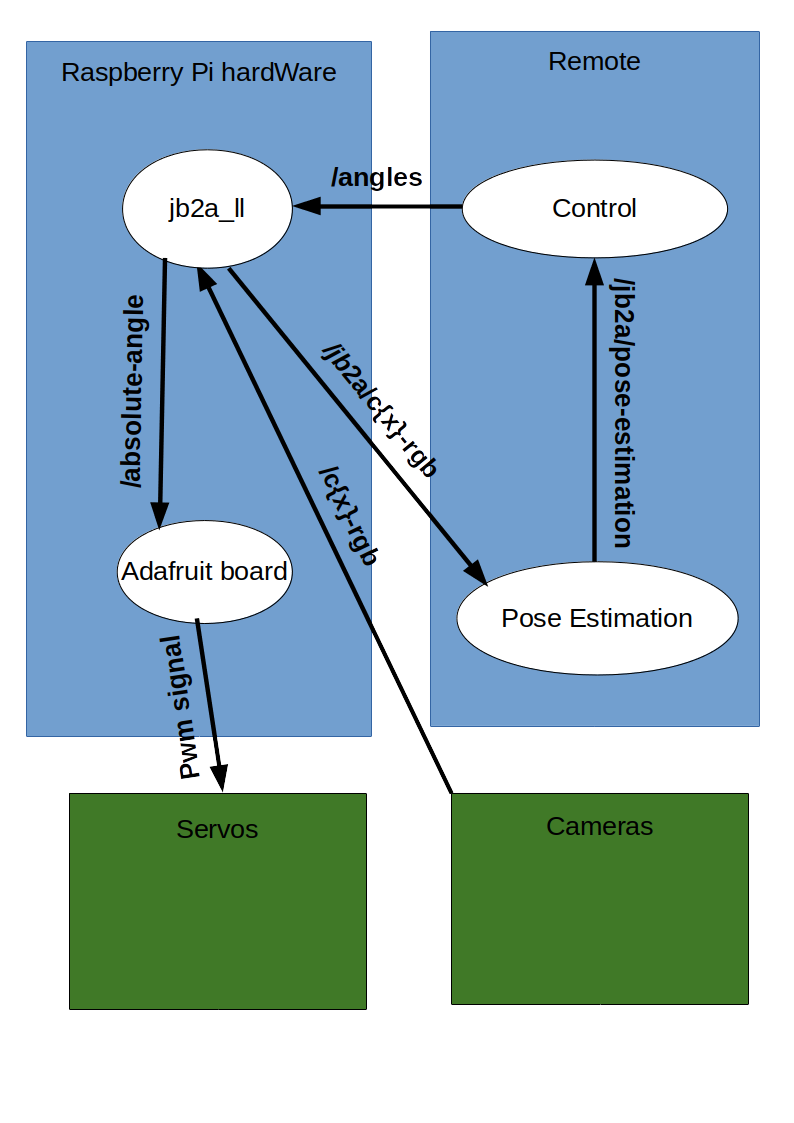 Raspberry Pi hardWare
Remote
/angles
jb2a_ll
Control
/absolute-angle
/jb2a/c{x}-rgb
/jb2a/pose-estimation
/c{x}-rgb
Adafruit board
Pose Estimation
Pwm signal
Servos
Cameras